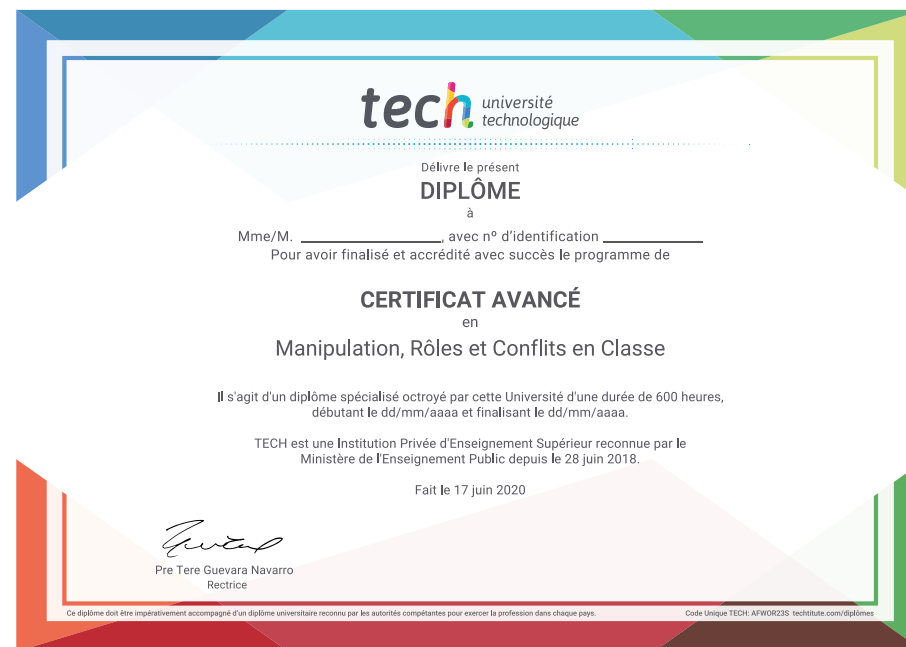 tech université
technologique
Délivre le présent
DIPLÔME
à
Mme/M. ____________________, avec nº d'identification ______________
Pour avoir finalisé et accrédité avec succès le programme de
CERTIFICAT AVANCÉ
en
Manipulation, Rôles et Conflits en Classe
Il s'agit d'un diplôme spécialisé octroyé par cette Université d'une durée de 600 heures,
débutant le dd/mm/aaaa et finalisant le dd/mm/aaaa.
TECH est une Institution Privée d'Enseignement Supérieur reconnue par le
Ministère de l'Enseignement Public depuis le 28 juin 2018.
Fait le 17 juin 2020
Pre Tere Guevara Navarro
Rectrice
Ce diplôme doit être impérativement accompagné d'un diplôme universitaire reconnu par les autorités compétantes pour exercer la profession dans chaque pays.
Code Unique TECH: AFWOR23S techtitute.com/diplômes